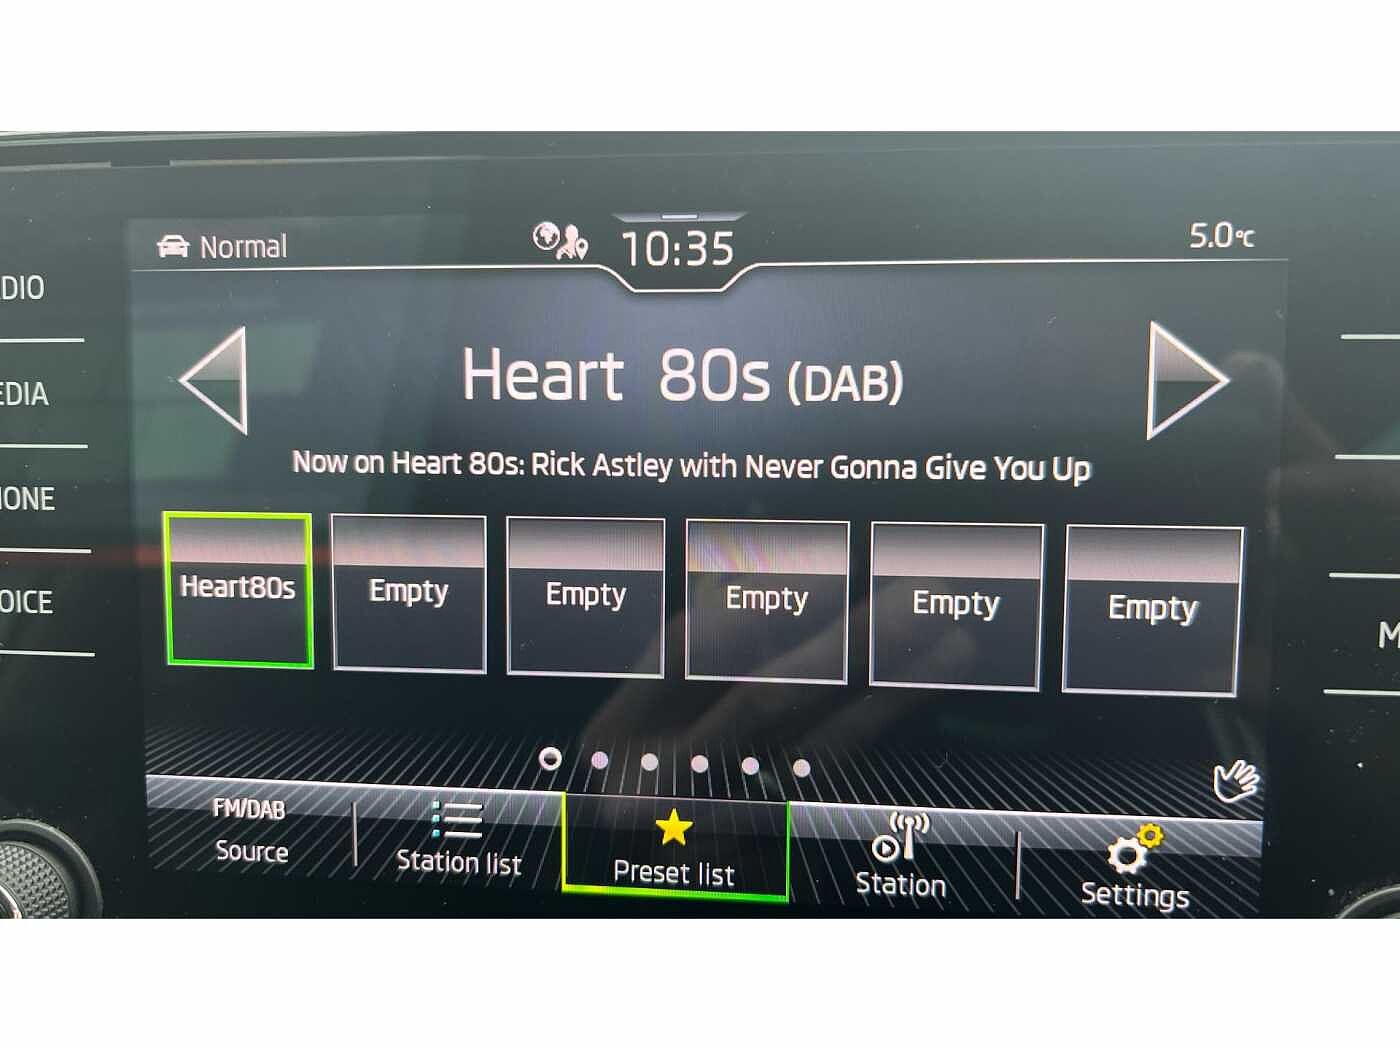 Normal
10:35
5.0°C
DIO
EDIA
IONE
OICE
Heart 80s (DAB)
Now on Heart 80s: Rick Astley with Never Gonna Give You Up
Heart80s
Empty
Empty
Empty
Empty
Empty
M
FM/DAB
Source
Station list
Preset list
Station
Settings